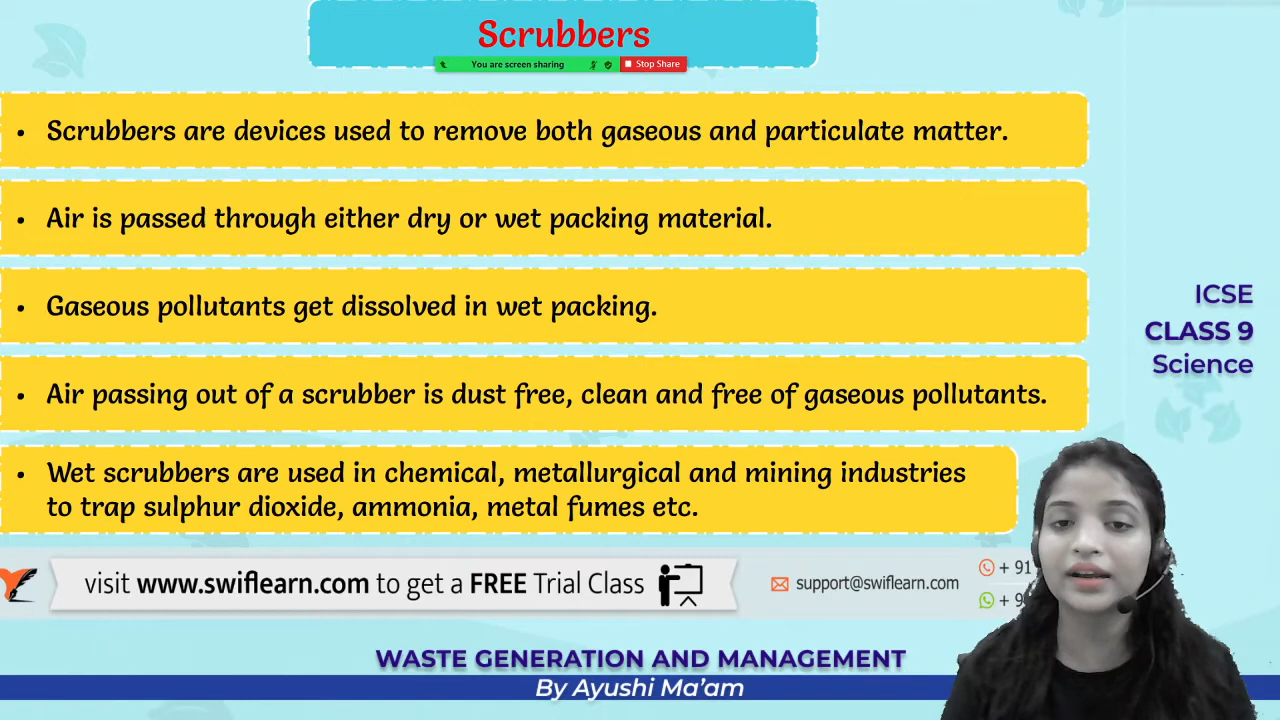 Scrubbers
You are screen sharing
Stop Share
• Scrubbers are devices used to remove both gaseous and particulate matter.
• Air is passed through either dry or wet packing material.
• Gaseous pollutants get dissolved in wet packing.
• Air passing out of a scrubber is dust free, clean and free of gaseous pollutants.
• Wet scrubbers are used in chemical, metallurgical and mining industries
to trap sulphur dioxide, ammonia, metal fumes etc.
ICSE
CLASS 9
Science
visit www.swiflearn.com to get a FREE Trial Class
support@swiflearn.com
+ 91
+ 9
WASTE GENERATION AND MANAGEMENT
By Ayushi Ma'am